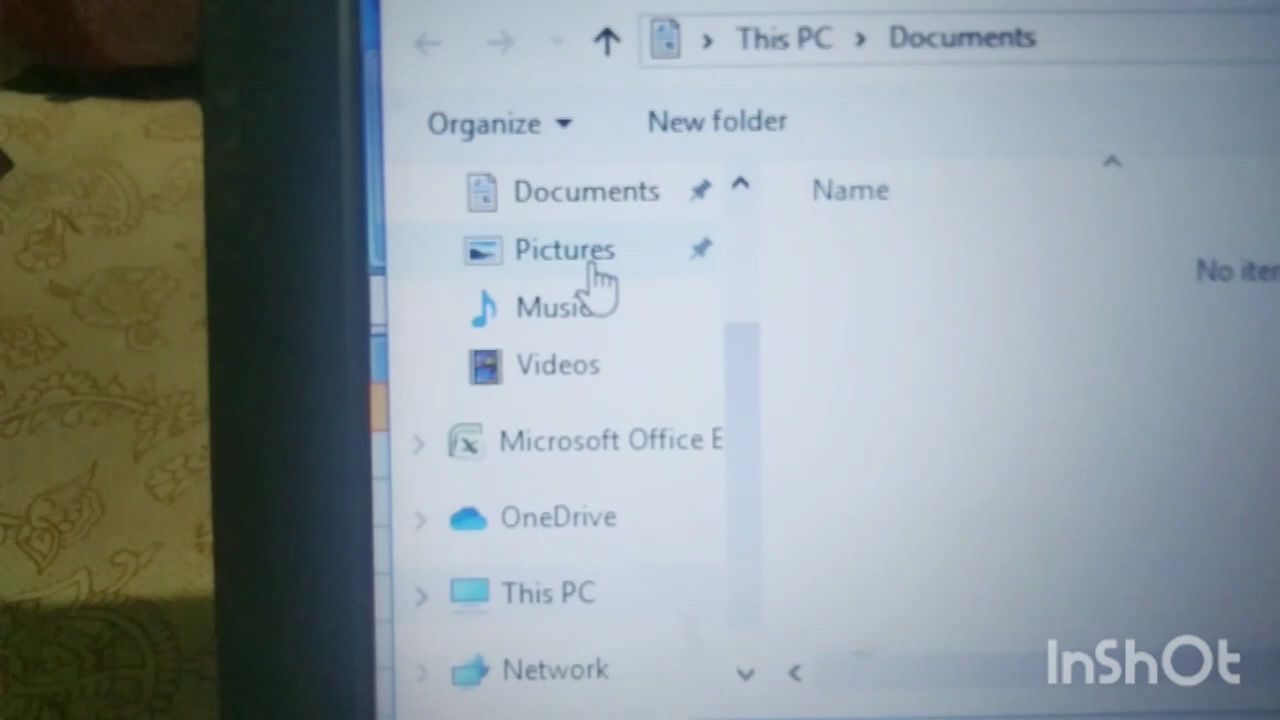 This PC > Documents
Organize
New folder
Documents
Name
Pictures
No
Music
Videos
Microsoft Office E
OneDrive
This PC
Network
InShOt